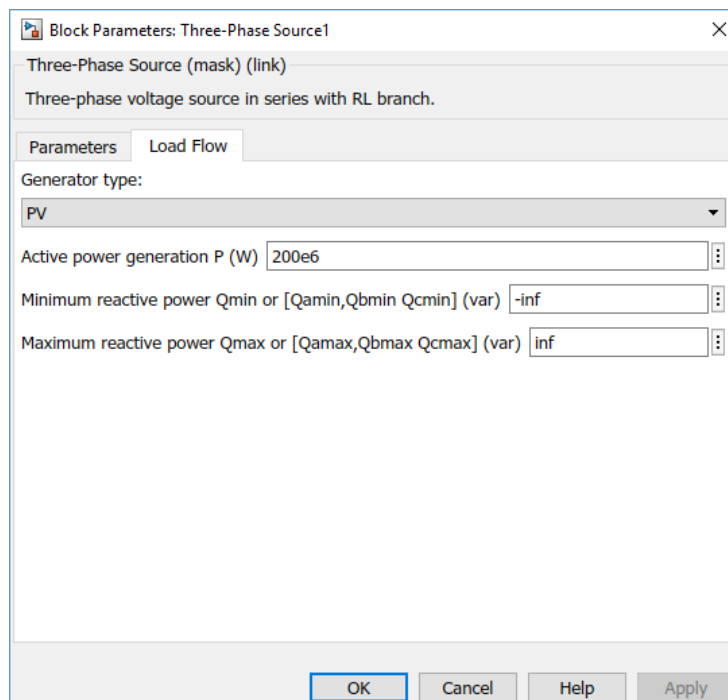 Block Parameters: Three-Phase Source1
Three-Phase Source (mask) (link)
Three-phase voltage source in series with RL branch.
Parameters Load Flow
Generator type:
PV
Active power generation P (W) 200e6
Minimum reactive power Qmin or [Qamin,Qbmin Qcmin] (var) -inf
Maximum reactive power Qmax or [Qamax,Qbmax Qcmax] (var) inf
OK Cancel Help Apply